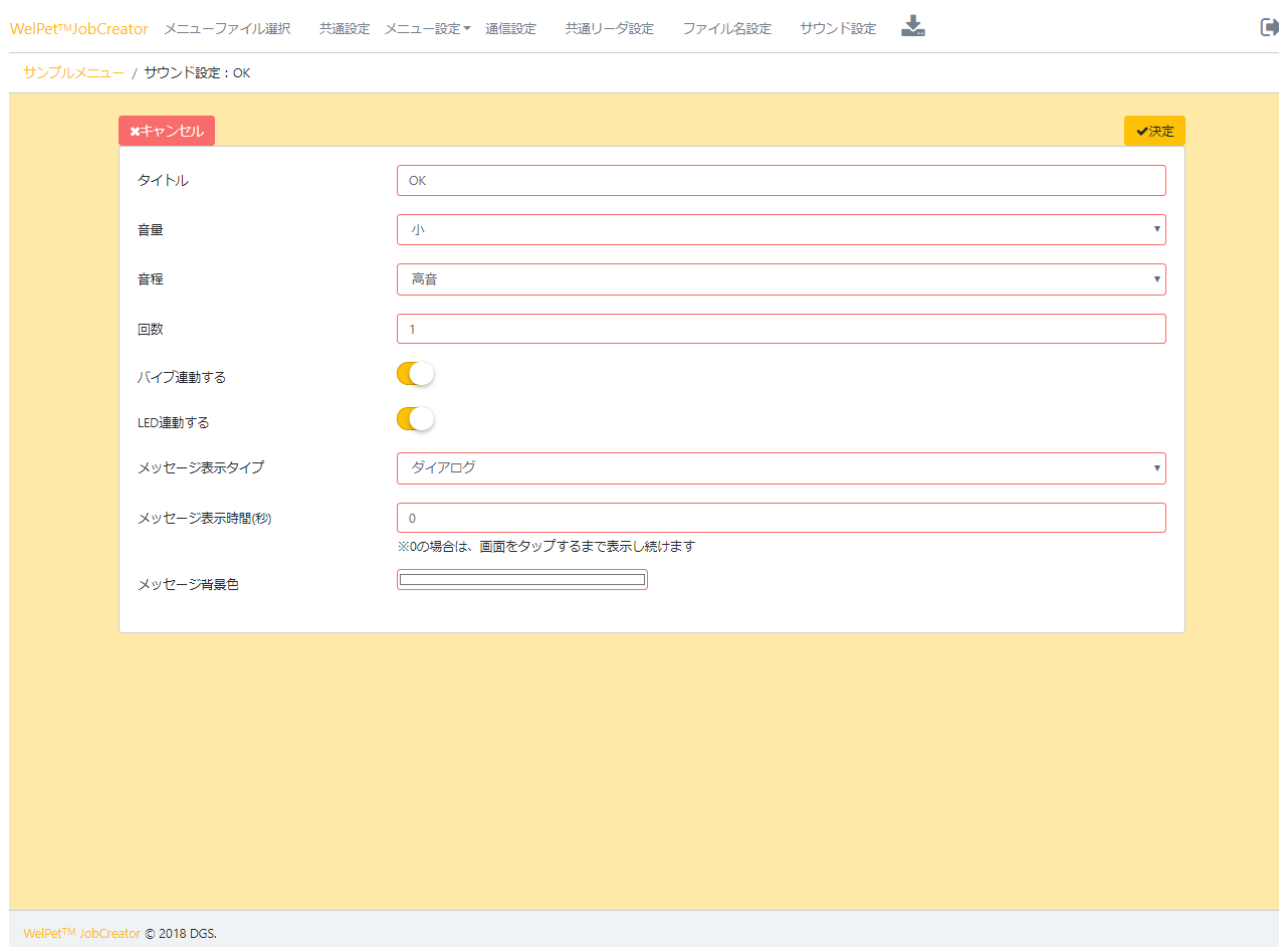 WelPet™JobCreator メニューファイル選択 共通設定 メニュー設定 通信設定 共通リーダ設定 ファイル名設定 サウンド設定
サンプルメニュー / サウンド設定：OK
キャンセル 決定
タイトル OK
音量 小
音程 高音
回数 1
バイブ連動する
LED連動する
メッセージ表示タイプ ダイアログ
メッセージ表示時間(秒) 0
※0の場合は、画面をタップするまで表示し続けます
メッセージ背景色
WelPet™ JobCreator © 2018 DGS.